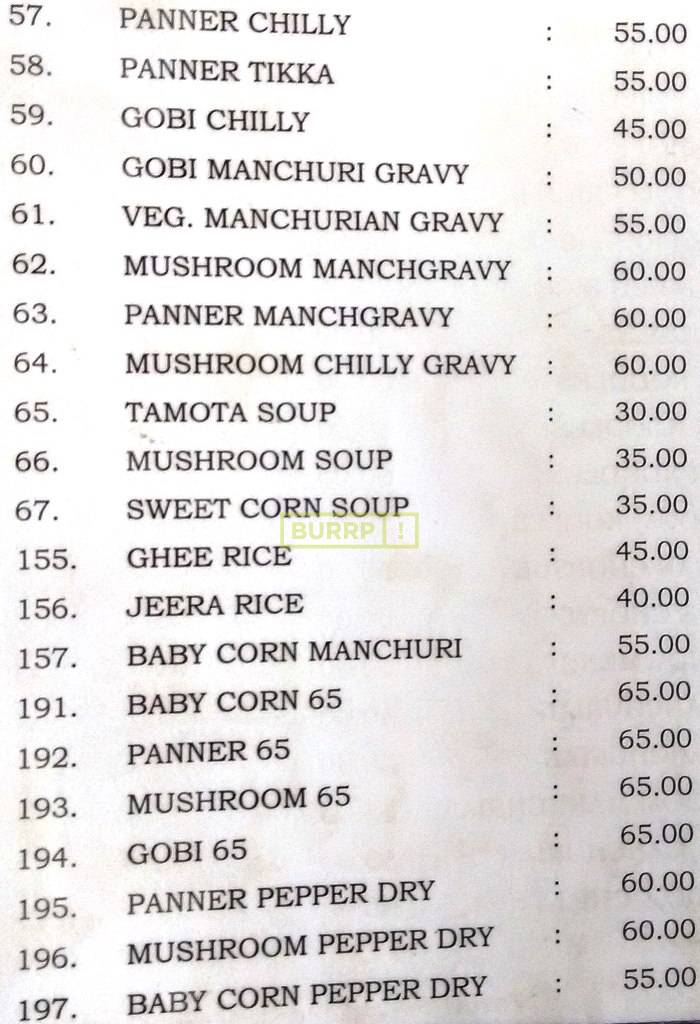 57. PANNER CHILLY : 55.00
58. PANNER TIKKA : 55.00
59. GOBI CHILLY : 45.00
60. GOBI MANCHURI GRAVY : 50.00
61. VEG. MANCHURIAN GRAVY : 55.00
62. MUSHROOM MANCHGRAVY : 60.00
63. PANNER MANCHGRAVY : 60.00
64. MUSHROOM CHILLY GRAVY : 60.00
65. TAMOTA SOUP : 30.00
66. MUSHROOM SOUP : 35.00
67. SWEET CORN SOUP : 35.00
BURRP!
155. GHEE RICE : 45.00
156. JEERA RICE : 40.00
157. BABY CORN MANCHURI : 55.00
191. BABY CORN 65 : 65.00
192. PANNER 65 : 65.00
193. MUSHROOM 65 : 65.00
194. GOBI 65 : 65.00
195. PANNER PEPPER DRY : 60.00
196. MUSHROOM PEPPER DRY : 60.00
197. BABY CORN PEPPER DRY : 55.00